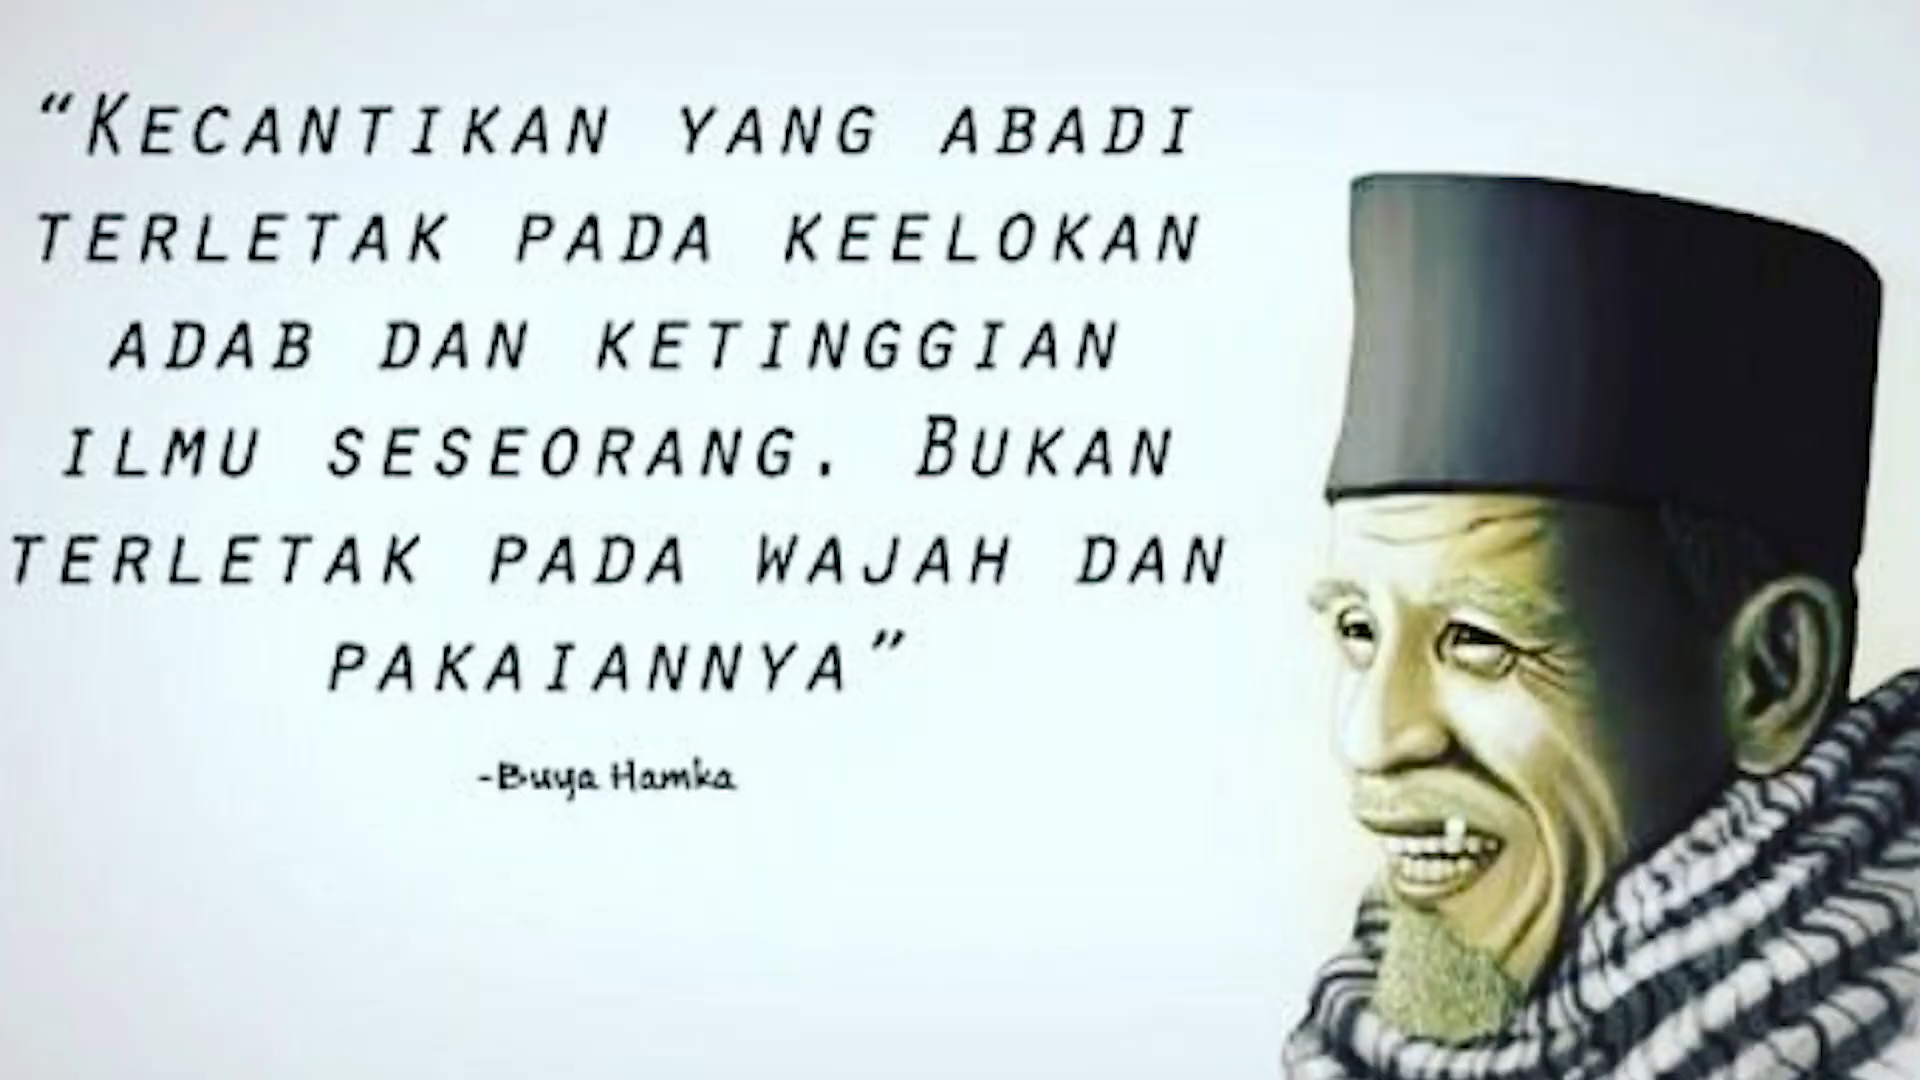 “Kecantikan yang abadi
terletak pada keelokan
adab dan ketinggian
ilmu seseorang. Bukan
terletak pada wajah dan
pakaiannya”
-Buya Hamka